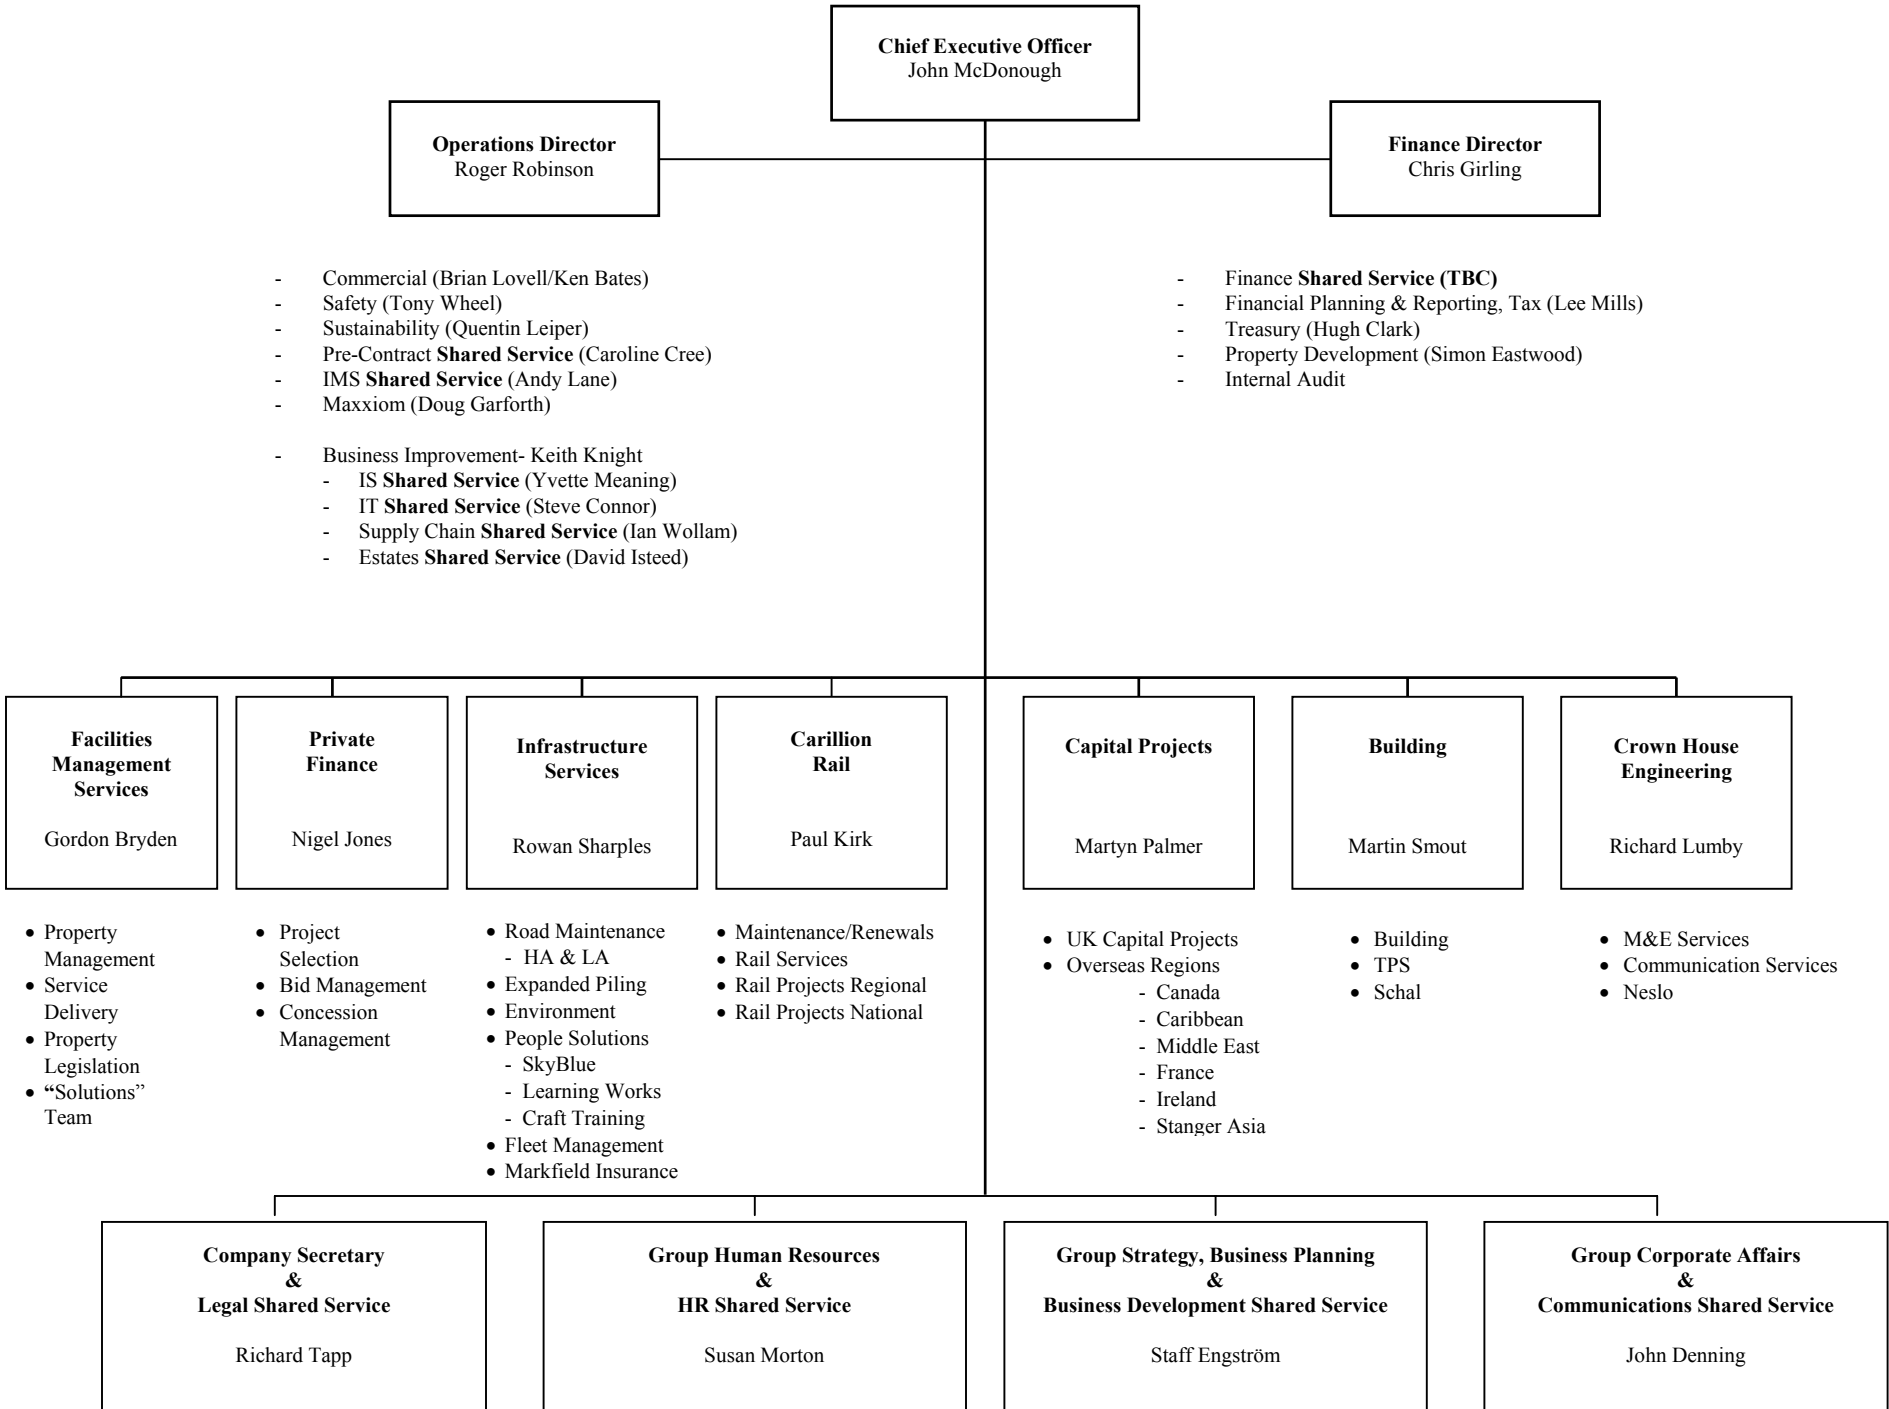 Chief Executive Officer
John McDonough
Operations Director
Roger Robinson
Finance Director
Chris Girling
- Commercial (Brian Lovell/Ken Bates)
- Safety (Tony Wheel)
- Sustainability (Quentin Leiper)
- Pre-Contract Shared Service (Caroline Cree)
- IMS Shared Service (Andy Lane)
- Maxxiom (Doug Garforth)
- Business Improvement- Keith Knight
- IS Shared Service (Yvette Meaning)
- IT Shared Service (Steve Connor)
- Supply Chain Shared Service (Ian Wollam)
- Estates Shared Service (David Isteed)
- Finance Shared Service (TBC)
- Financial Planning & Reporting, Tax (Lee Mills)
- Treasury (Hugh Clark)
- Property Development (Simon Eastwood)
- Internal Audit
Facilities
Management
Services
Gordon Bryden
• Property
Management
• Service
Delivery
• Property
Legislation
• “Solutions”
Team
Private
Finance
Nigel Jones
• Project
Selection
• Bid Management
• Concession
Management
Infrastructure
Services
Rowan Sharples
• Road Maintenance
- HA & LA
• Expanded Piling
• Environment
• People Solutions
- SkyBlue
- Learning Works
- Craft Training
• Fleet Management
• Markfield Insurance
Carillion
Rail
Paul Kirk
• Maintenance/Renewals
• Rail Services
• Rail Projects Regional
• Rail Projects National
Capital Projects
Martyn Palmer
• UK Capital Projects
• Overseas Regions
- Canada
- Caribbean
- Middle East
- France
- Ireland
- Stanger Asia
Building
Martin Smout
• Building
• TPS
• Schal
Crown House
Engineering
Richard Lumby
• M&E Services
• Communication Services
• Neslo
Company Secretary
&
Legal Shared Service
Richard Tapp
Group Human Resources
&
HR Shared Service
Susan Morton
Group Strategy, Business Planning
&
Business Development Shared Service
Staff Engström
Group Corporate Affairs
&
Communications Shared Service
John Denning